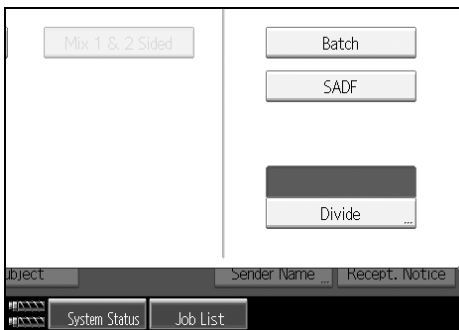 Mix 1 & 2 Sided
Batch
SADF
Divide ...
Sender Name ...
Recept. Notice
System Status
Job List